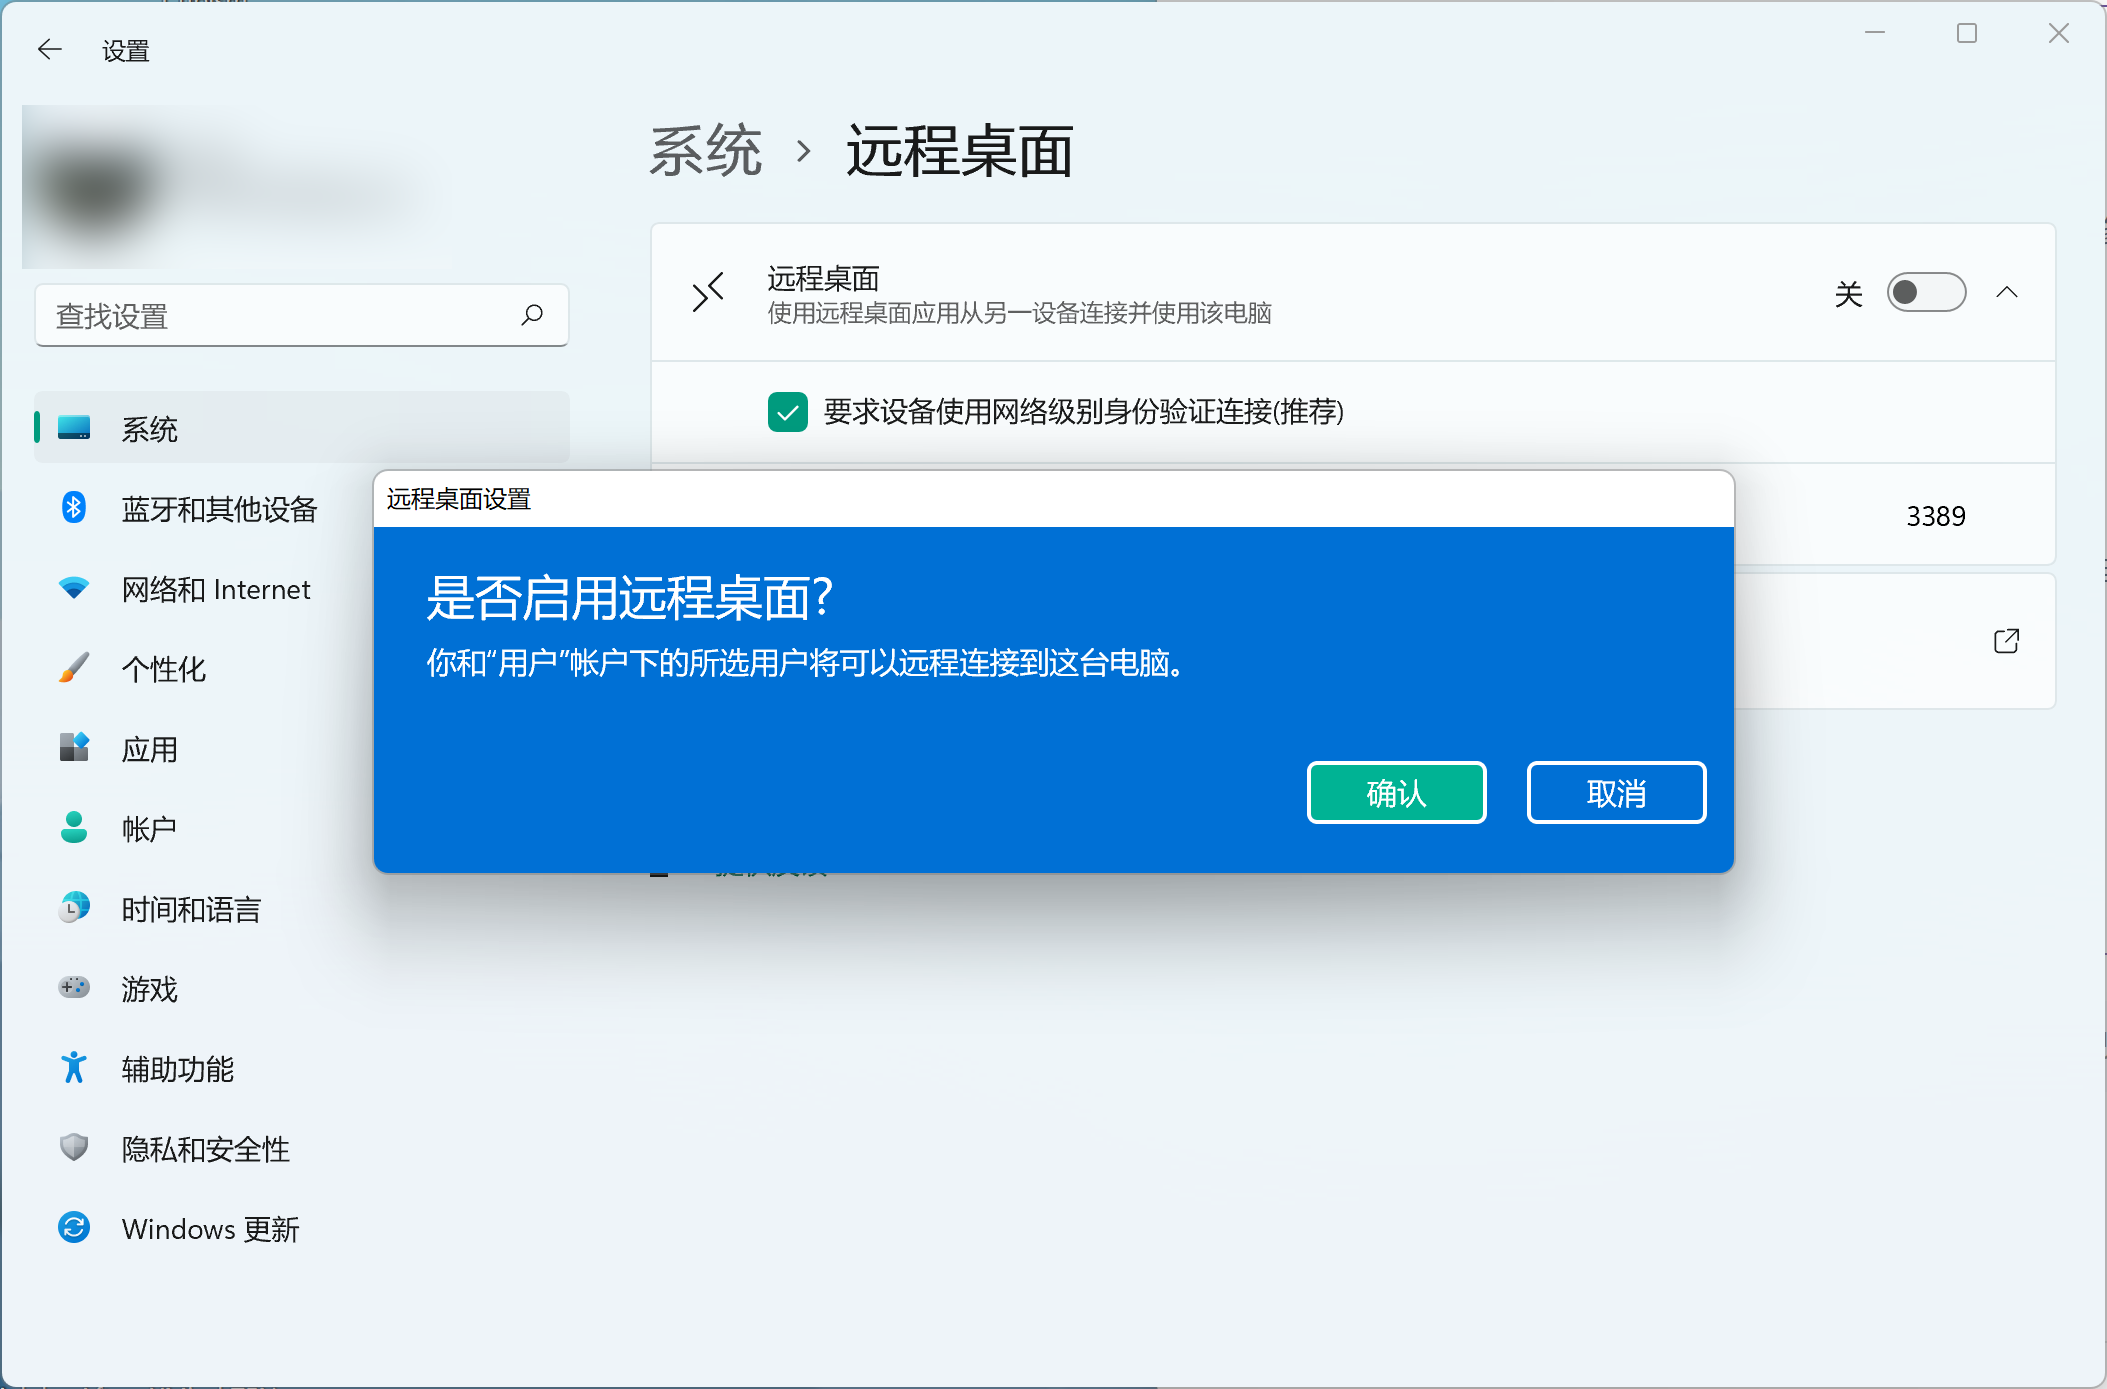 设置
系统 › 远程桌面
查找设置
远程桌面
使用远程桌面应用从另一设备连接并使用该电脑
关
要求设备使用网络级别身份验证连接(推荐)
3389
系统
蓝牙和其他设备
网络和 Internet
个性化
应用
帐户
时间和语言
游戏
辅助功能
隐私和安全性
Windows 更新
远程桌面设置
是否启用远程桌面?
你和“用户”帐户下的所选用户将可以远程连接到这台电脑。
确认
取消